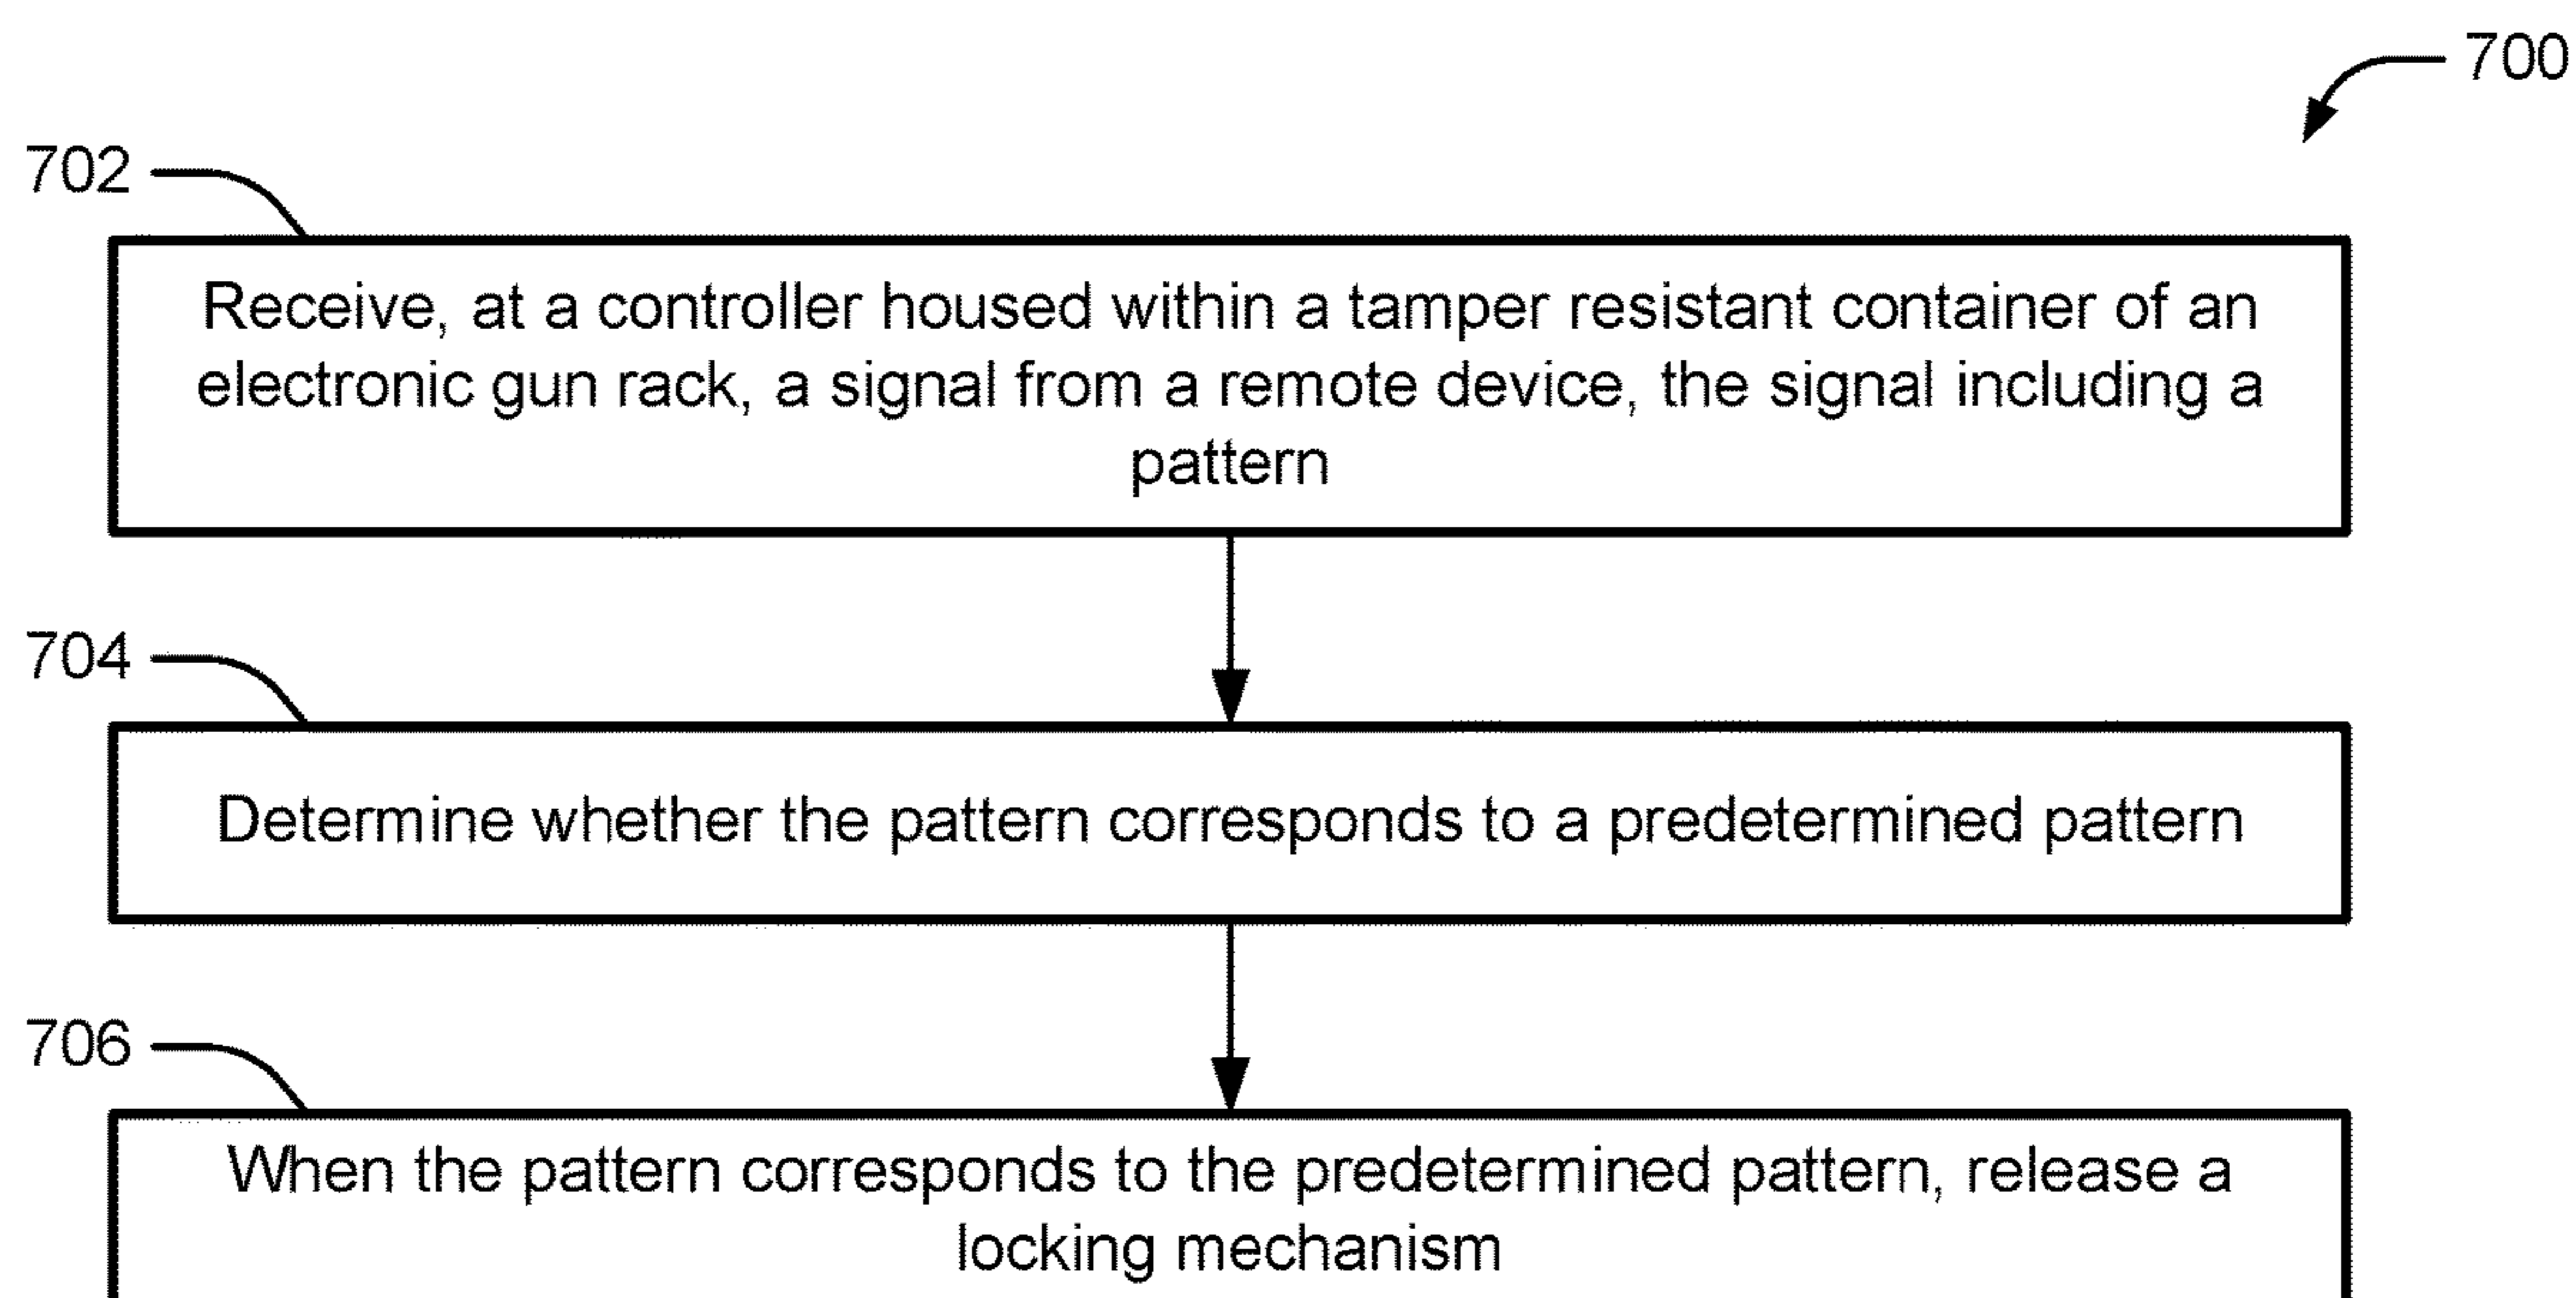 700
702
Receive, at a controller housed within a tamper resistant container of an
electronic gun rack, a signal from a remote device, the signal including a
pattern
704
Determine whether the pattern corresponds to a predetermined pattern
706
When the pattern corresponds to the predetermined pattern, release a
locking mechanism